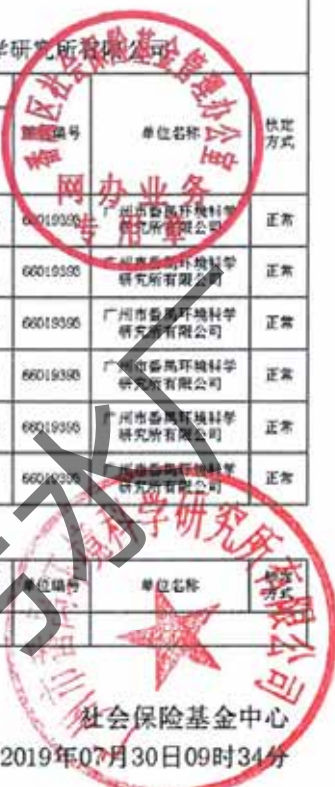 学研究所有限公司
番禺区社会保险基金管理办公室
网办业务
专用章
单位编号 单位名称 核定方式
66019395 广州市番禺环境科学研究所有限公司 正常
66019395 广州市番禺环境科学研究所有限公司 正常
66019395 广州市番禺环境科学研究所有限公司 正常
66019395 广州市番禺环境科学研究所有限公司 正常
66019395 广州市番禺环境科学研究所有限公司 正常
66019395 广州市番禺环境科学研究所有限公司 正常
单位编号 单位名称 核定方式
境科学研究所有限公司
社会保险基金中心
2019年07月30日09时34分